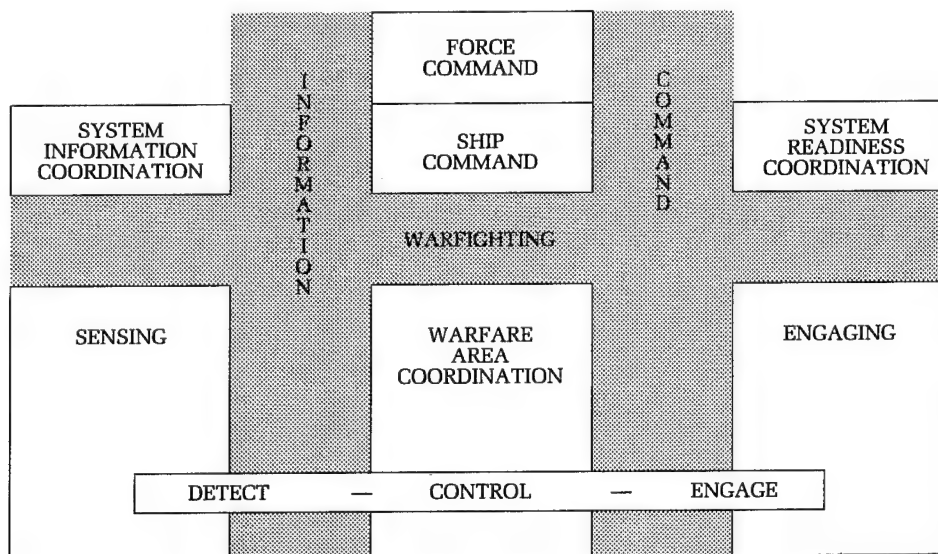 FORCE
COMMAND
INFORMATION
COMMAND
SYSTEM
INFORMATION
COORDINATION
SHIP
COMMAND
SYSTEM
READINESS
COORDINATION
WARFIGHTING
SENSING
WARFARE
AREA
COORDINATION
ENGAGING
DETECT — CONTROL — ENGAGE